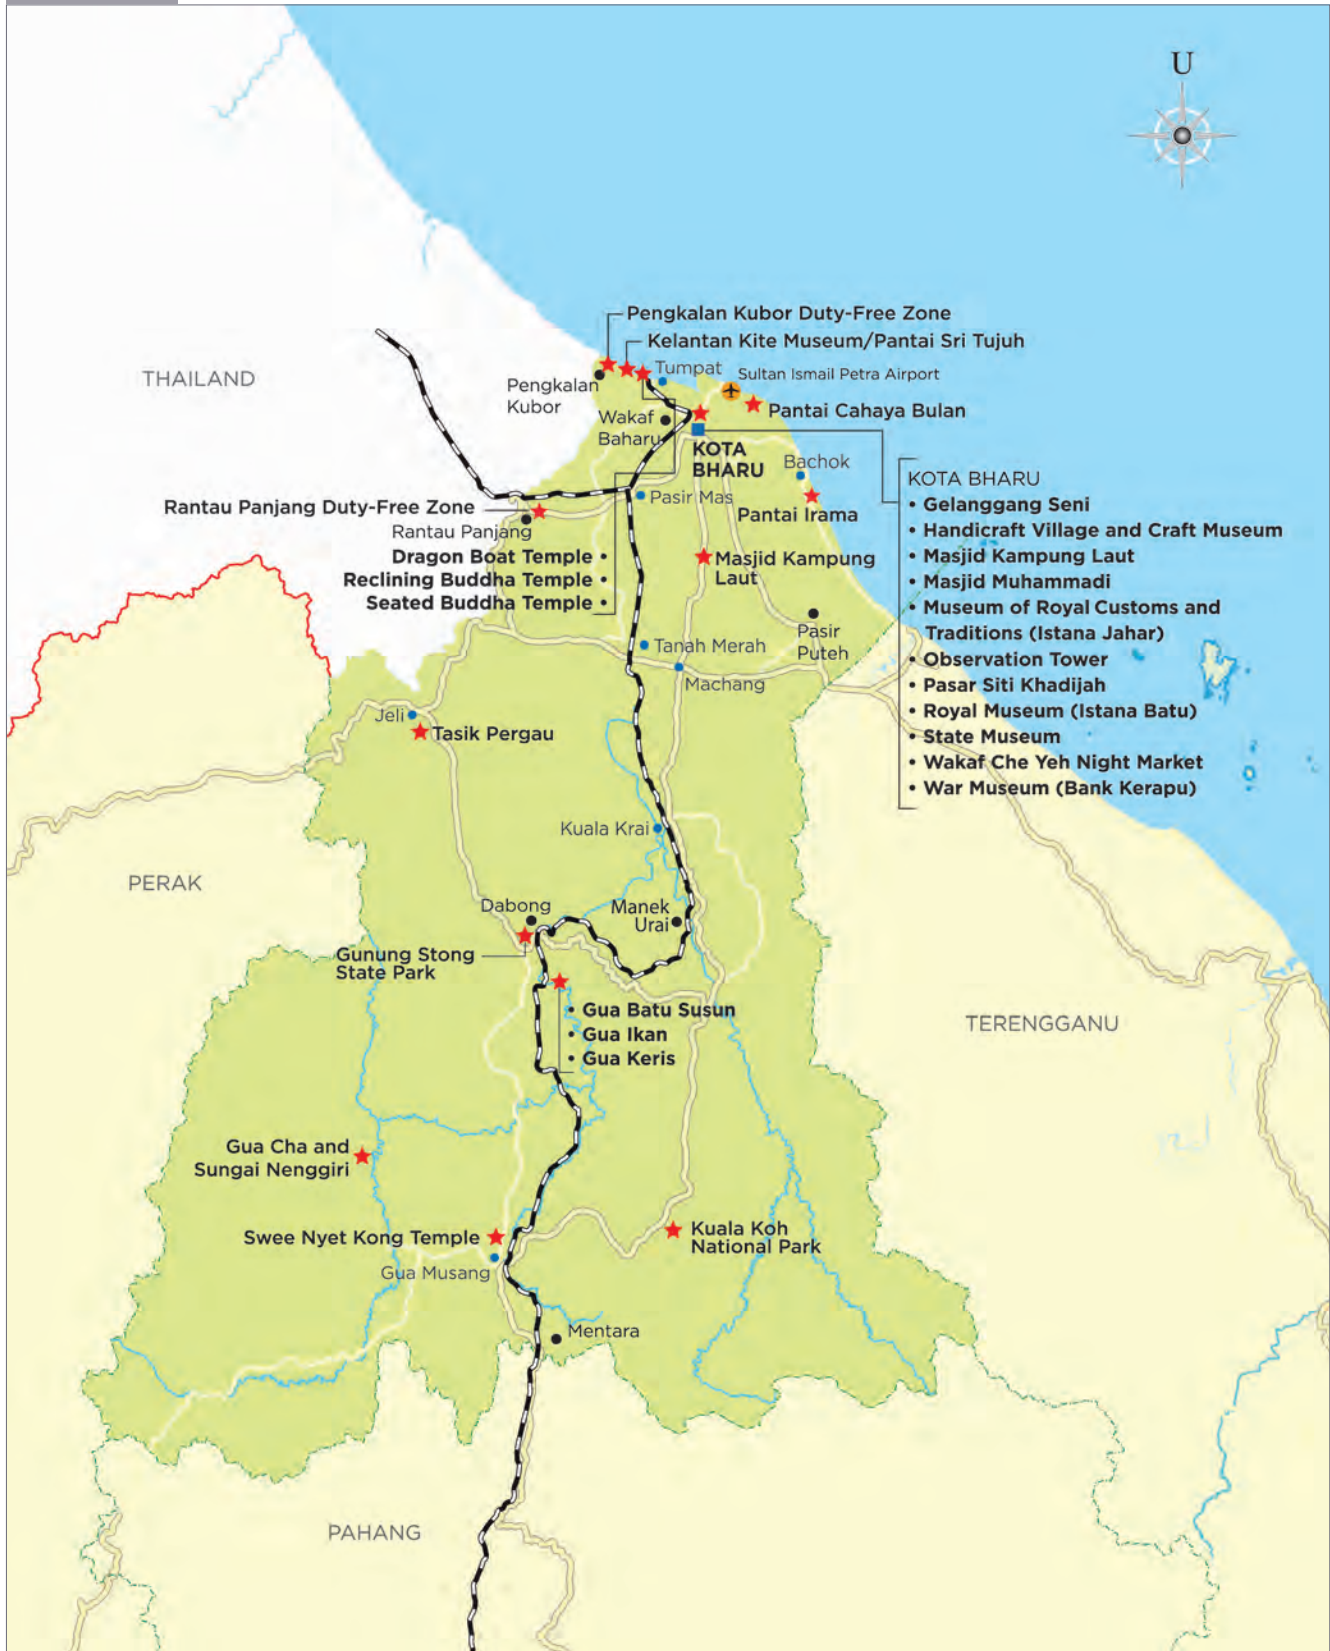 U
Pengkalan Kubor Duty-Free Zone
Kelantan Kite Museum/Pantai Sri Tujuh
THAILAND
Tumpat
Sultan Ismail Petra Airport
Pengkalan
Kubor
Pantai Cahaya Bulan
Wakaf
Baharu
KOTA
BHARU
Bachok
Pasir Mas
Pantai Irama
Rantau Panjang Duty-Free Zone
Rantau Panjang
Dragon Boat Temple •
Reclining Buddha Temple •
Seated Buddha Temple •
Masjid Kampung
Laut
KOTA BHARU
• Gelanggang Seni
• Handicraft Village and Craft Museum
• Masjid Kampung Laut
• Masjid Muhammadi
• Museum of Royal Customs and
Traditions (Istana Jahar)
• Observation Tower
• Pasar Siti Khadijah
• Royal Museum (Istana Batu)
• State Museum
• Wakaf Che Yeh Night Market
• War Museum (Bank Kerapu)
Pasir
Puteh
Tanah Merah
Machang
Jeli
Tasik Pergau
Kuala Krai
PERAK
Dabong
Manek
Urai
Gunung Stong
State Park
• Gua Batu Susun
• Gua Ikan
• Gua Keris
TERENGGANU
Gua Cha and
Sungai Nenggiri
Swee Nyet Kong Temple
Gua Musang
Kuala Koh
National Park
Mentara
PAHANG